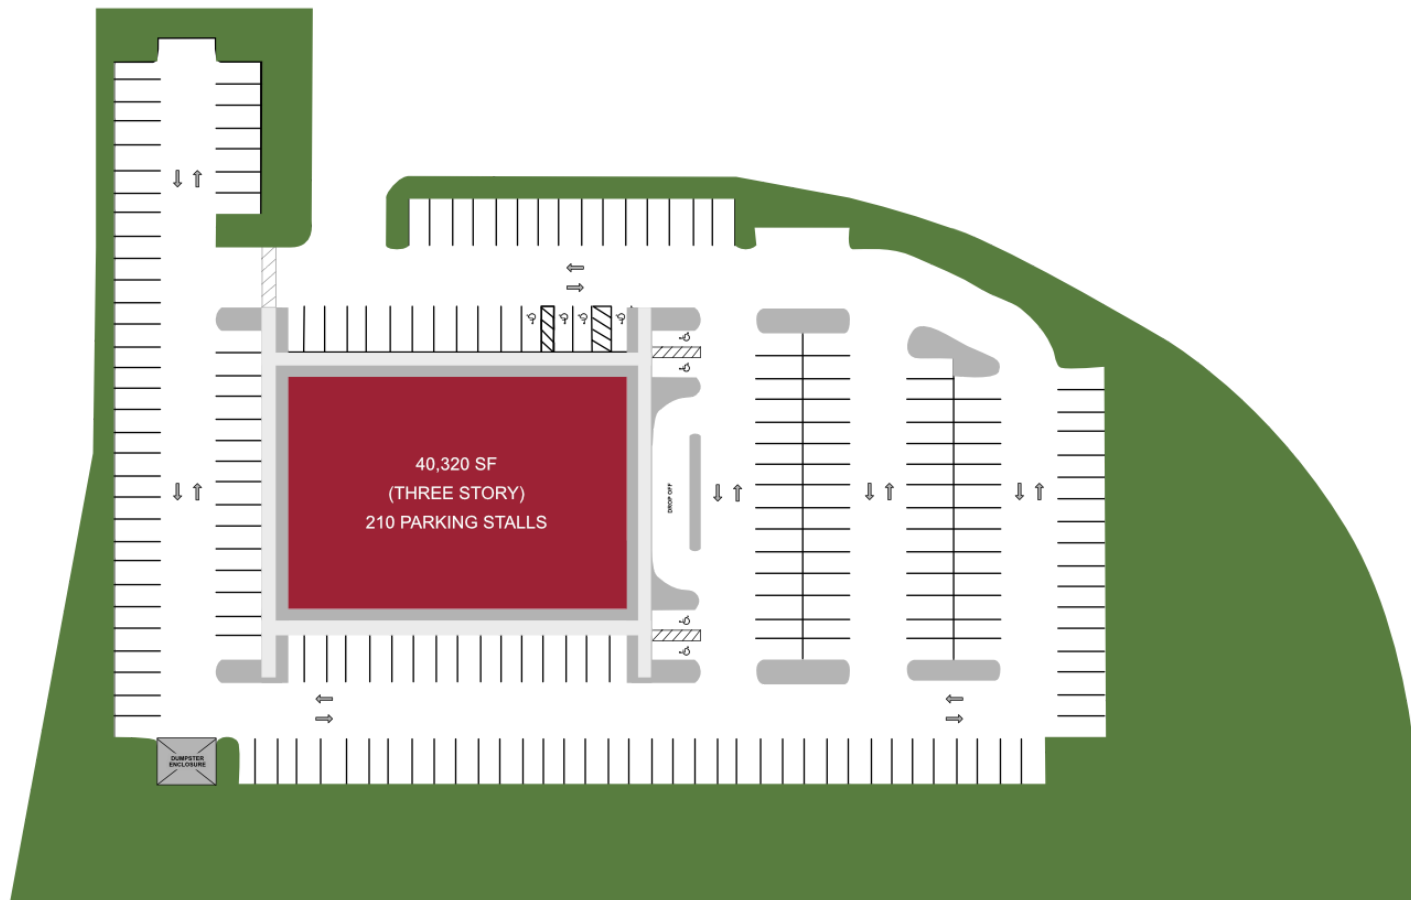 40,320 SF
(THREE STORY)
210 PARKING STALLS
DROP OFF
DUMPSTER
ENCLOSURE